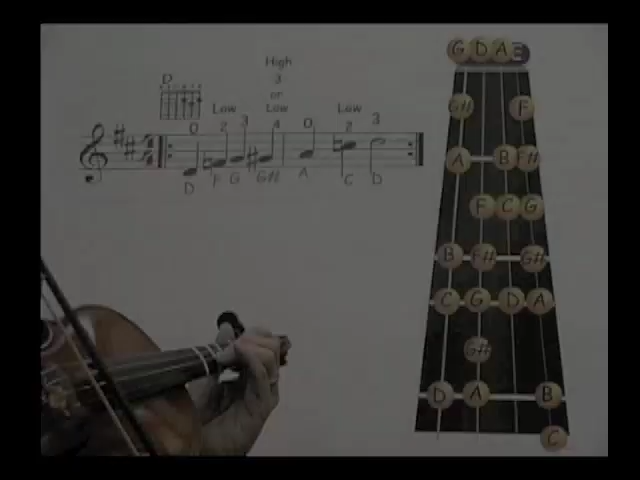 High
D 3
or
Low Low Low
0 2 3 4 0 2 3
D F G G# A C D
G D A E
G# F
A B F#
F C G
B F# G#
C G D A
G#
D A B
C